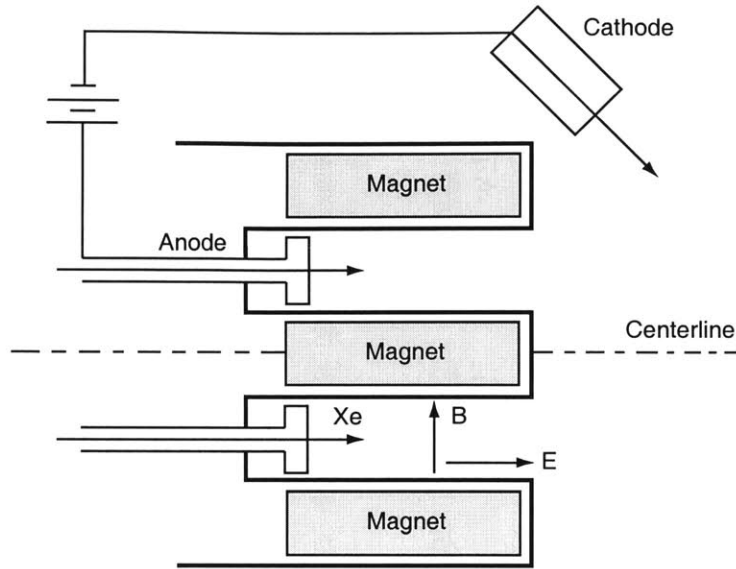 Cathode
Magnet
Anode
Magnet
Centerline
Xe
B
E
Magnet